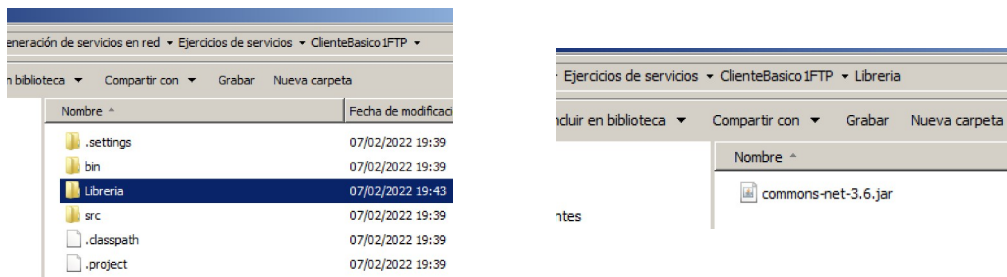 eneración de servicios en red ▾ Ejercicios de servicios ▾ ClienteBasico1FTP ▾
biblioteca ▾ Compartir con ▾ Grabar Nueva carpeta
Nombre Fecha de modificaci
.settings 07/02/2022 19:39
bin 07/02/2022 19:39
Libreria 07/02/2022 19:43
src 07/02/2022 19:39
.classpath 07/02/2022 19:39
.project 07/02/2022 19:39
Ejercicios de servicios ▾ ClienteBasico1FTP ▾ Libreria
ncluir en biblioteca ▾ Compartir con ▾ Grabar Nueva carpeta
Nombre
commons-net-3.6.jar
ntes